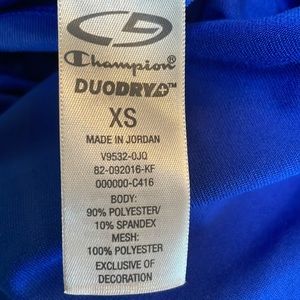 Champion®
DUODRY+™
XS
MADE IN JORDAN
V9532-0JQ
82-092016-KF
000000-C416
BODY:
90% POLYESTER/
10% SPANDEX
MESH:
100% POLYESTER
EXCLUSIVE OF
DECORATION